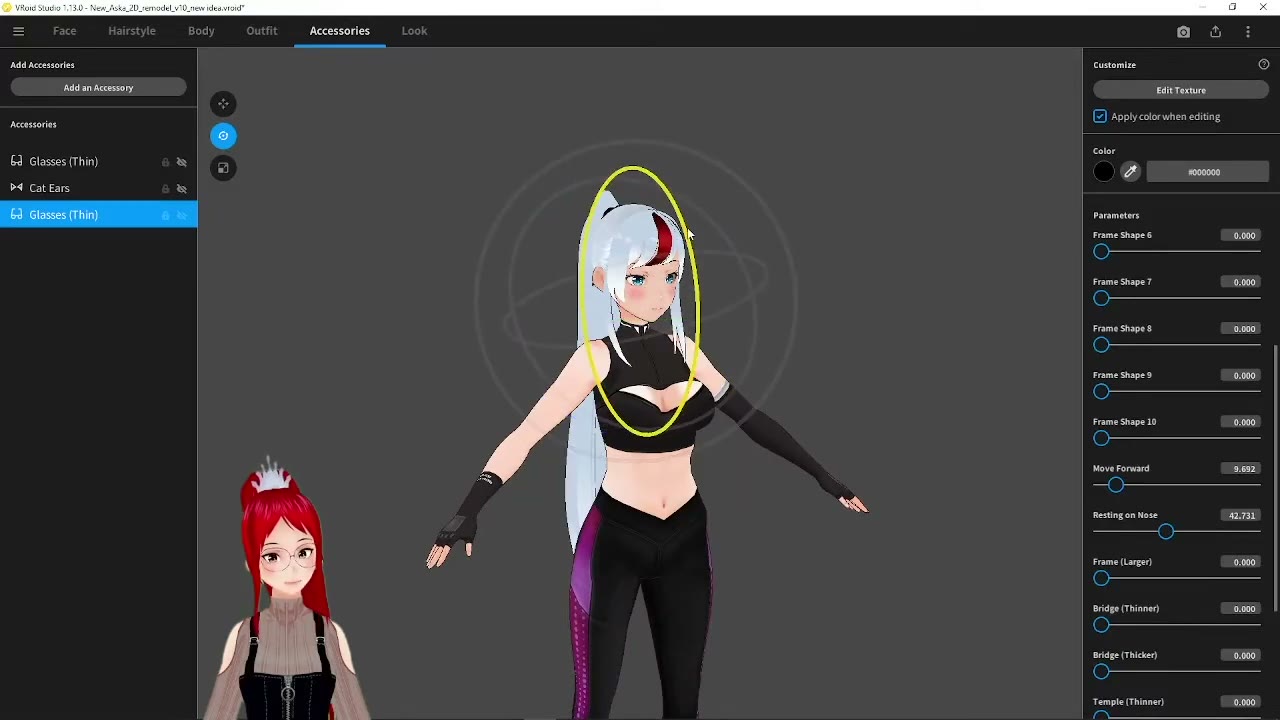 VRoid Studio 1.13.0 - New_Aska_2D_remodel_v10_new idea.vroid*
Face
Hairstyle
Body
Outfit
Accessories
Look
Add Accessories
Add an Accessory
Accessories
Glasses (Thin)
Cat Ears
Glasses (Thin)
Customize
Edit Texture
Apply color when editing
Color
#000000
Parameters
Frame Shape 6 0.000
Frame Shape 7 0.000
Frame Shape 8 0.000
Frame Shape 9 0.000
Frame Shape 10 0.000
Move Forward 9.692
Resting on Nose 42.731
Frame (Larger) 0.000
Bridge (Thinner) 0.000
Bridge (Thicker) 0.000
Temple (Thinner) 0.000